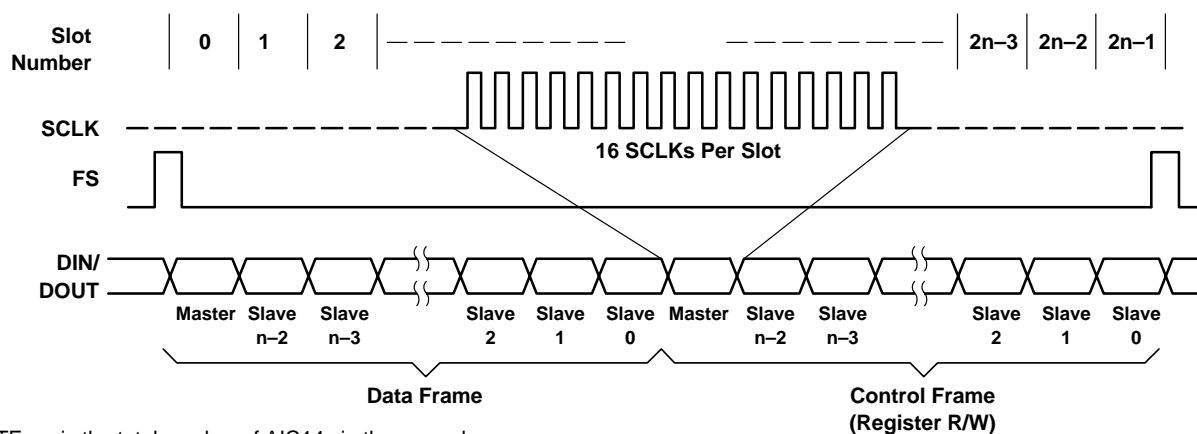 Slot
Number
0 1 2 2n–3 2n–2 2n–1
SCLK
16 SCLKs Per Slot
FS
DIN/
DOUT
Master Slave Slave Slave Slave Slave Master Slave Slave Slave Slave Slave
n–2 n–3 2 1 0 n–2 n–3 2 1 0
Data Frame
Control Frame
(Register R/W)